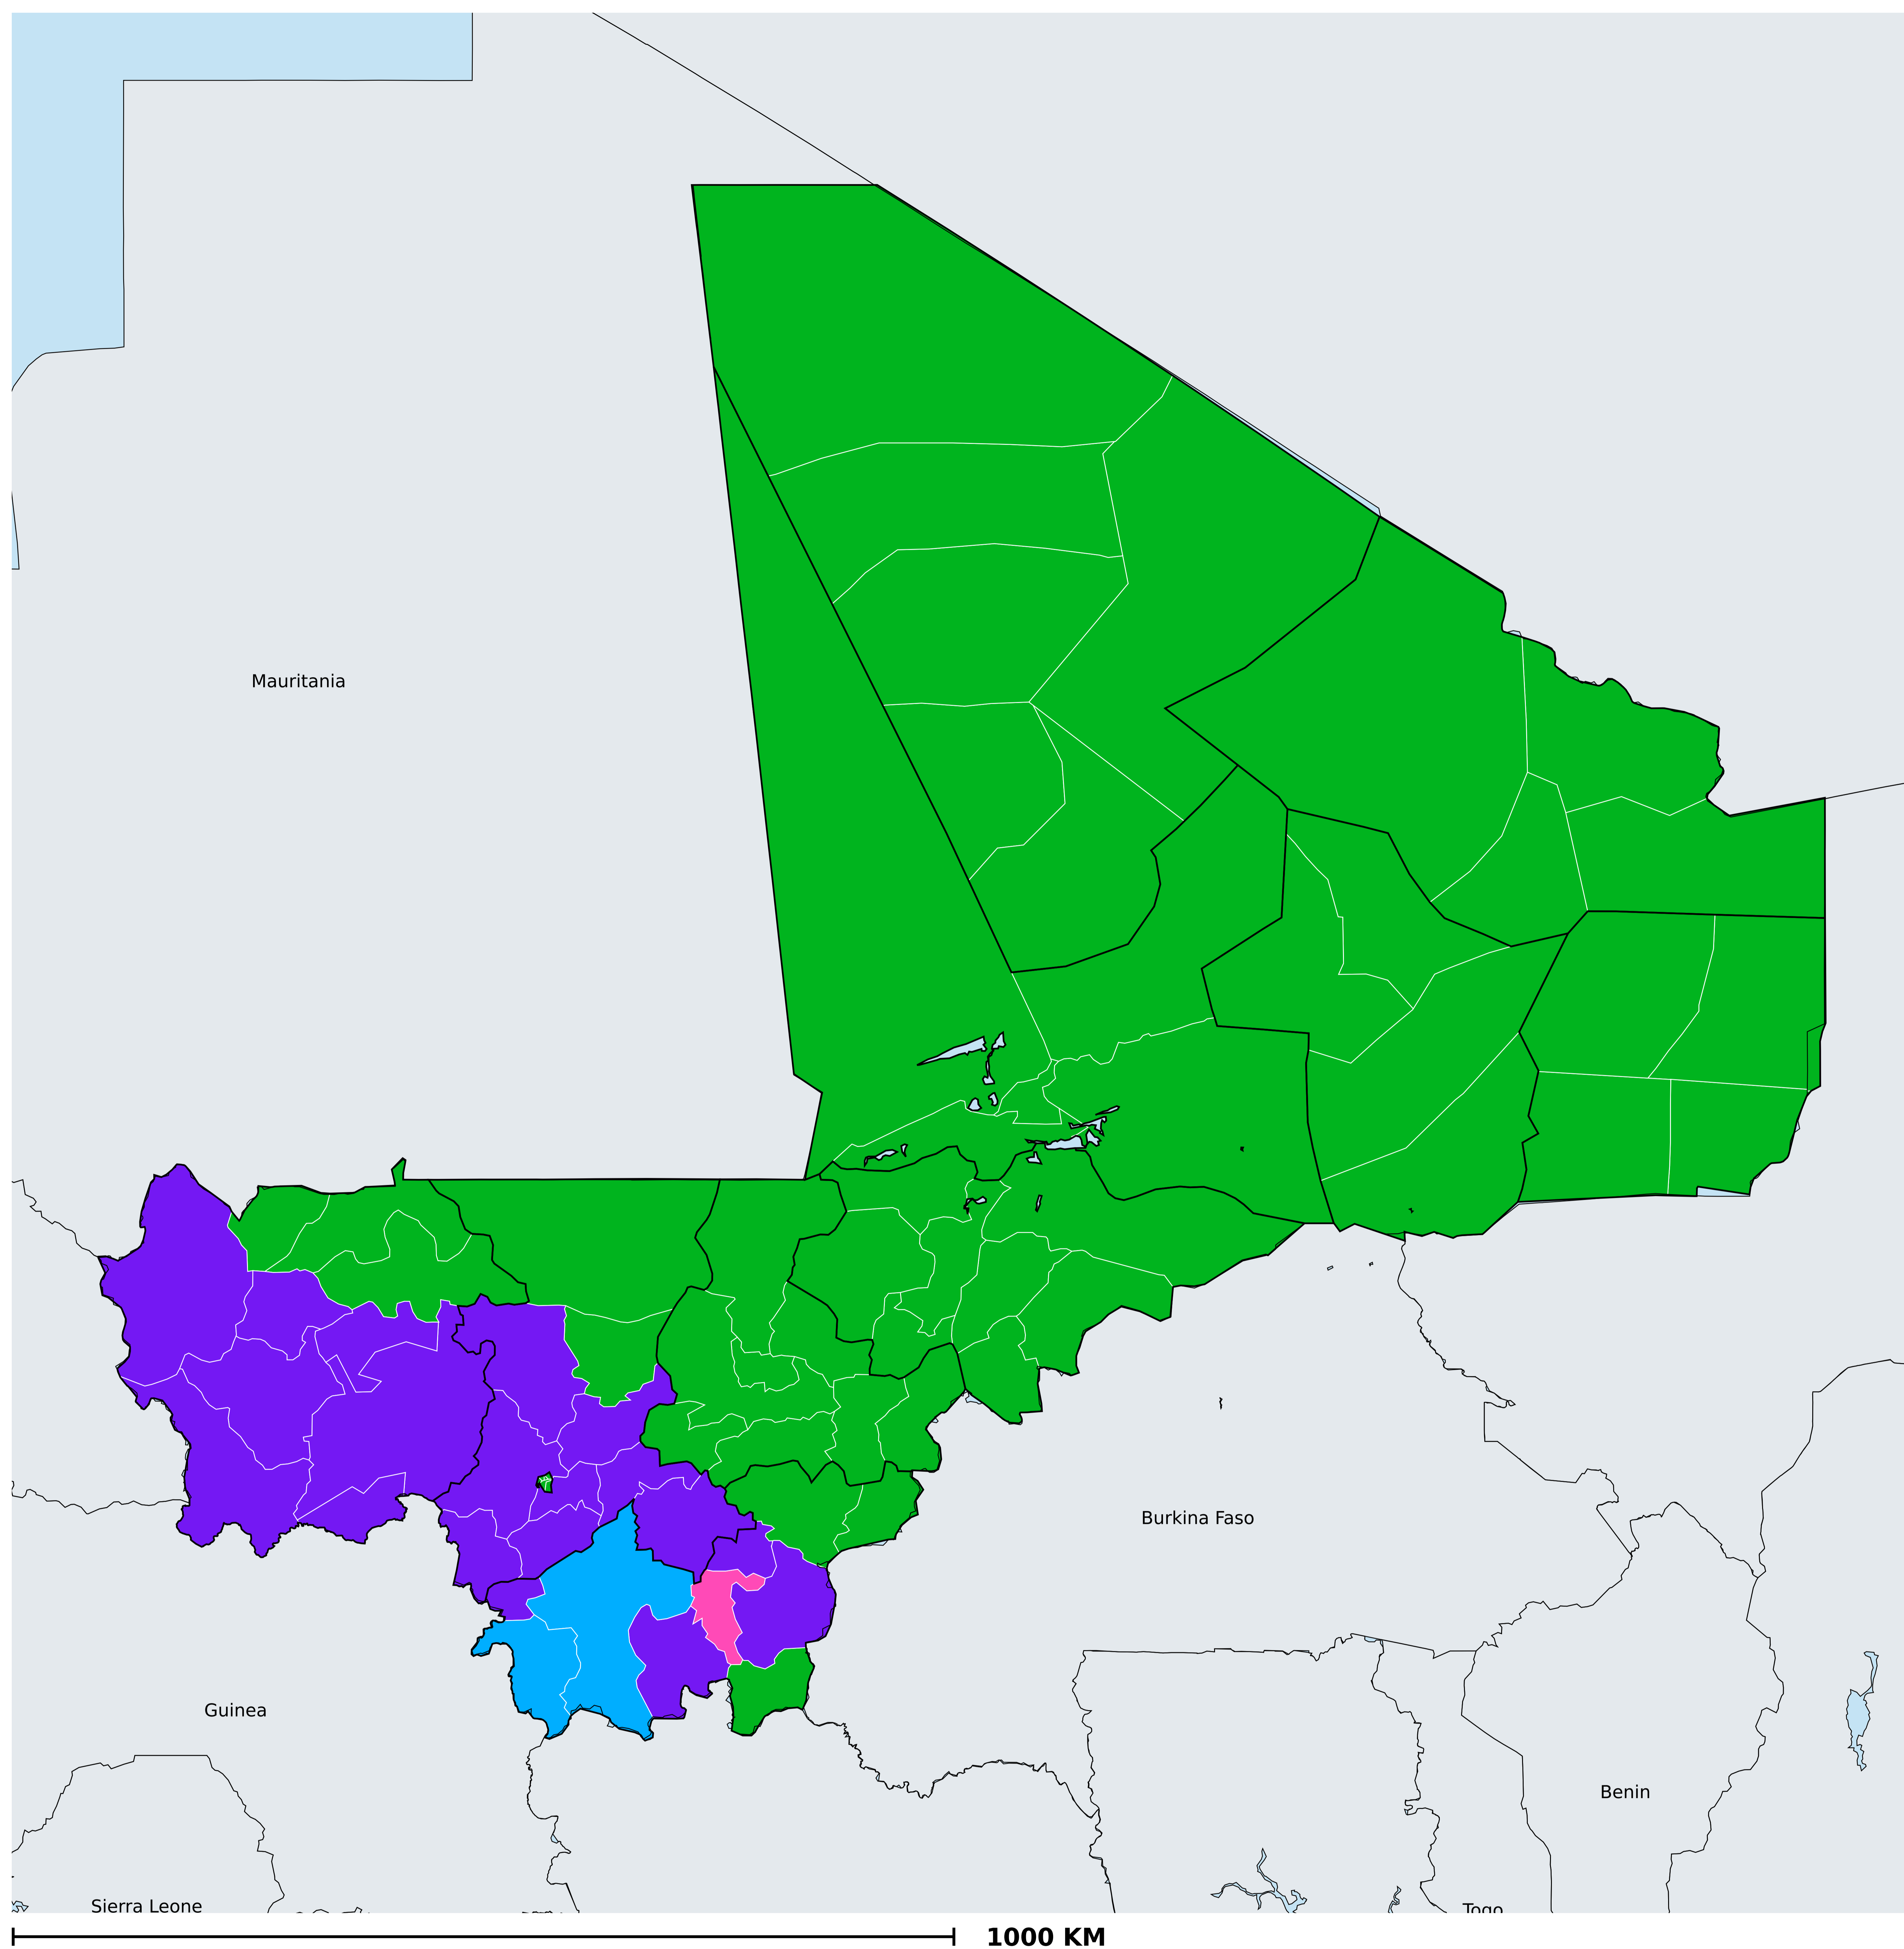 Mauritania
Burkina Faso
Guinea
Benin
Sierra Leone
Togo
1000 KM